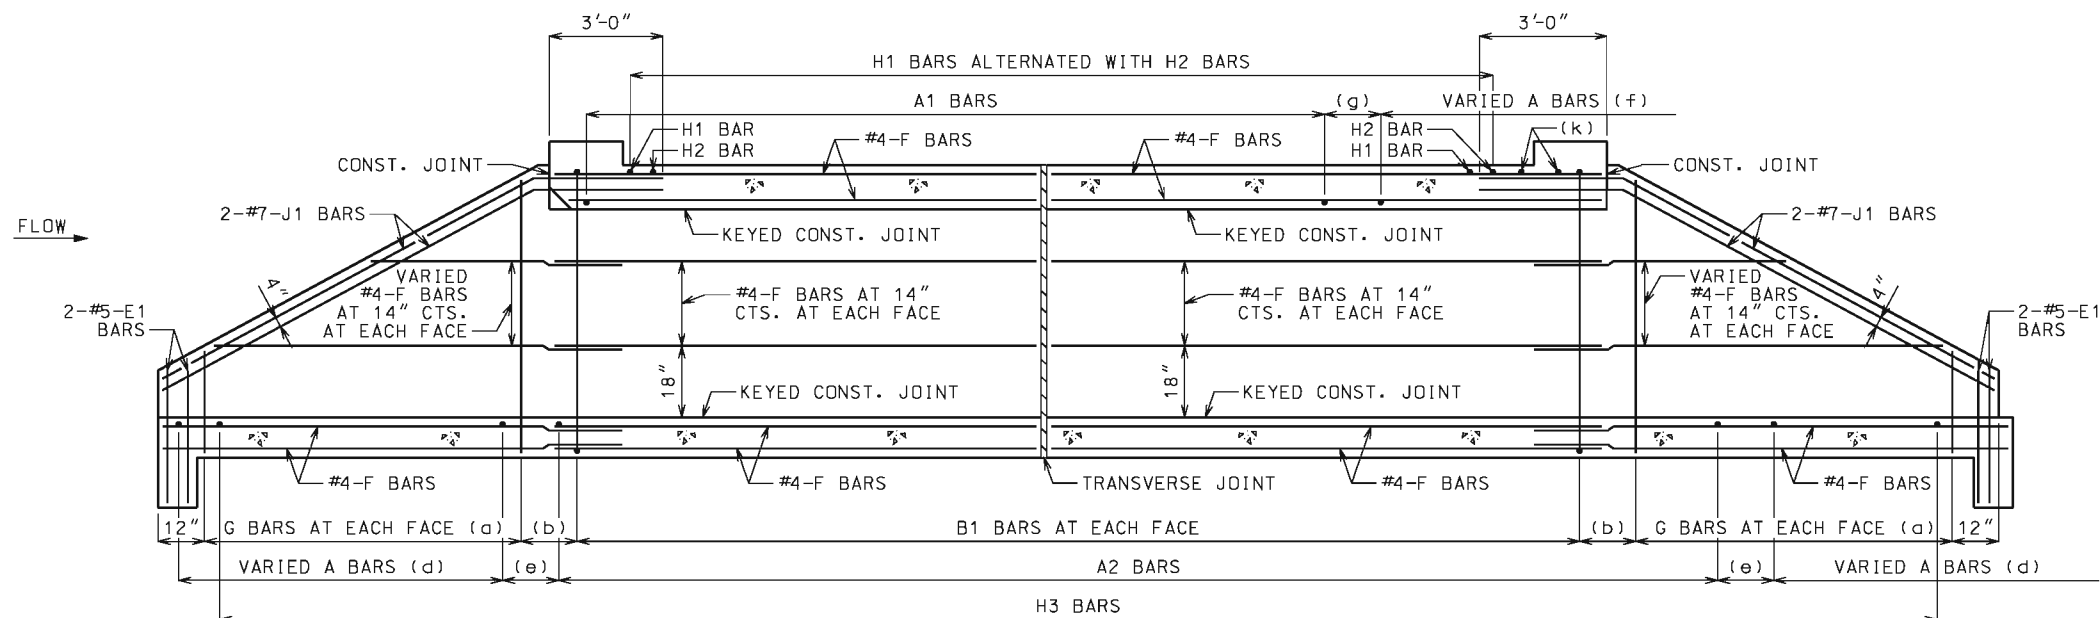 3'-0" 3'-0"
H1 BARS ALTERNATED WITH H2 BARS
A1 BARS (g) VARIED A BARS (f)
H1 BAR #4-F BARS #4-F BARS H2 BAR (k)
H2 BAR H1 BAR
CONST. JOINT CONST. JOINT
2-#7-J1 BARS 2-#7-J1 BARS
FLOW
KEYED CONST. JOINT KEYED CONST. JOINT
VARIED
#4-F BARS
AT 14" CTS.
AT EACH FACE
#4-F BARS AT 14"
CTS. AT EACH FACE
#4-F BARS AT 14"
CTS. AT EACH FACE
VARIED
#4-F BARS
AT 14" CTS.
AT EACH FACE
4" 4"
2-#5-E1
BARS
2-#5-E1
BARS
18" 18"
KEYED CONST. JOINT KEYED CONST. JOINT
#4-F BARS #4-F BARS TRANSVERSE JOINT #4-F BARS #4-F BARS
12" G BARS AT EACH FACE (a) (b) B1 BARS AT EACH FACE (b) G BARS AT EACH FACE (a) 12"
VARIED A BARS (d) (e) A2 BARS (e) VARIED A BARS (d)
H3 BARS